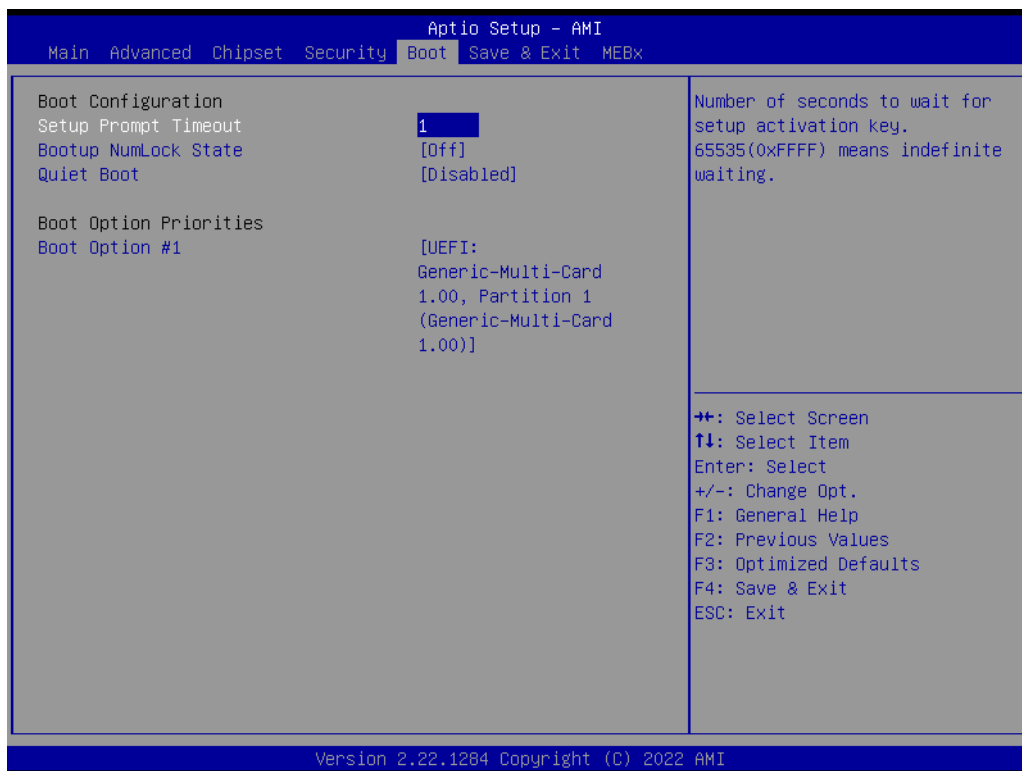 Aptio Setup – AMI
Main Advanced Chipset Security Boot Save & Exit MEBx
Boot Configuration
Setup Prompt Timeout 1
Bootup NumLock State [Off]
Quiet Boot [Disabled]
Boot Option Priorities
Boot Option #1 [UEFI:
Generic–Multi–Card
1.00, Partition 1
(Generic–Multi–Card
1.00)]
Number of seconds to wait for
setup activation key.
65535(0xFFFF) means indefinite
waiting.
→←: Select Screen
↑↓: Select Item
Enter: Select
+/–: Change Opt.
F1: General Help
F2: Previous Values
F3: Optimized Defaults
F4: Save & Exit
ESC: Exit
Version 2.22.1284 Copyright (C) 2022 AMI